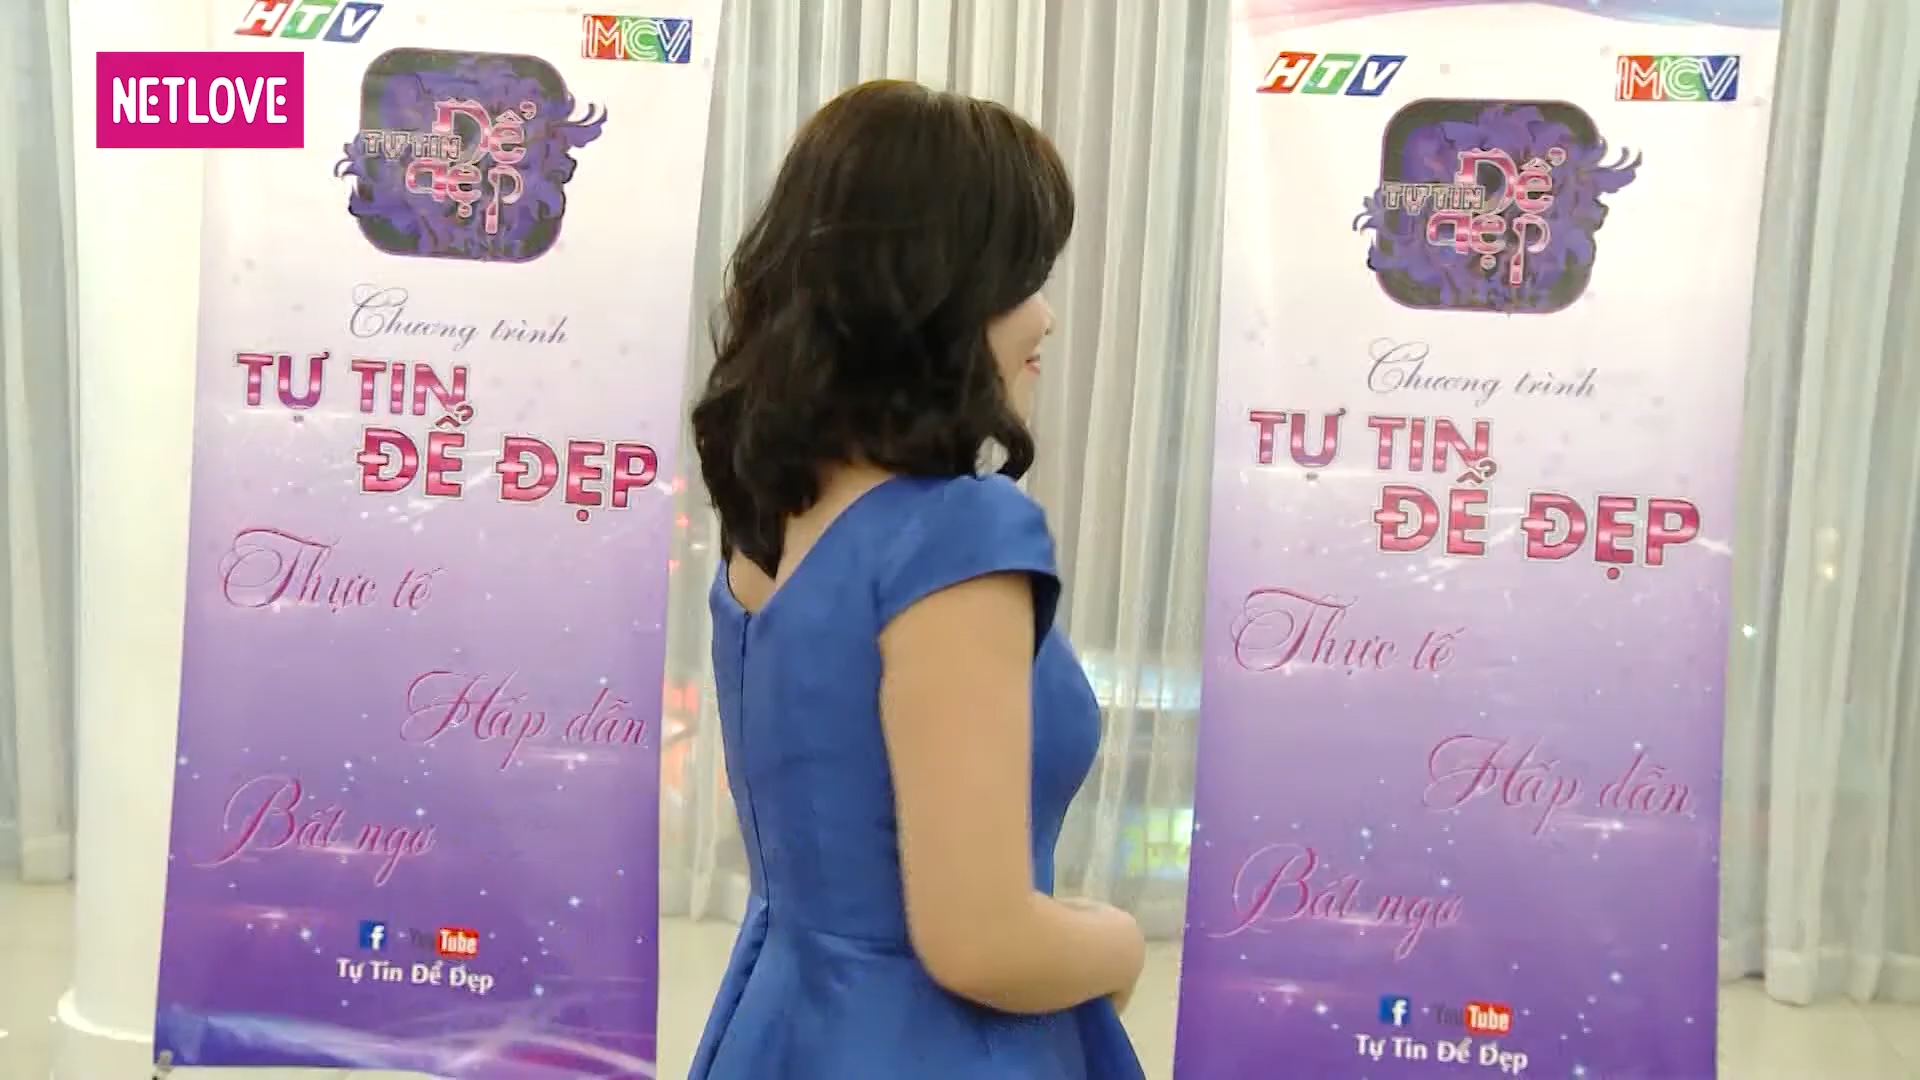 NETLOVE
HTV
MCV
TỰ TIN
ĐỂ
ĐẸP
Chương trình
TỰ TIN
ĐỂ ĐẸP
Thực tế
Hấp dẫn
Bất ngờ
YouTube
Tự Tin Để Đẹp
HTV
MCV
TỰ TIN
ĐỂ
ĐẸP
Chương trình
TỰ TIN
ĐỂ ĐẸP
Thực tế
Hấp dẫn
Bất ngờ
YouTube
Tự Tin Để Đẹp